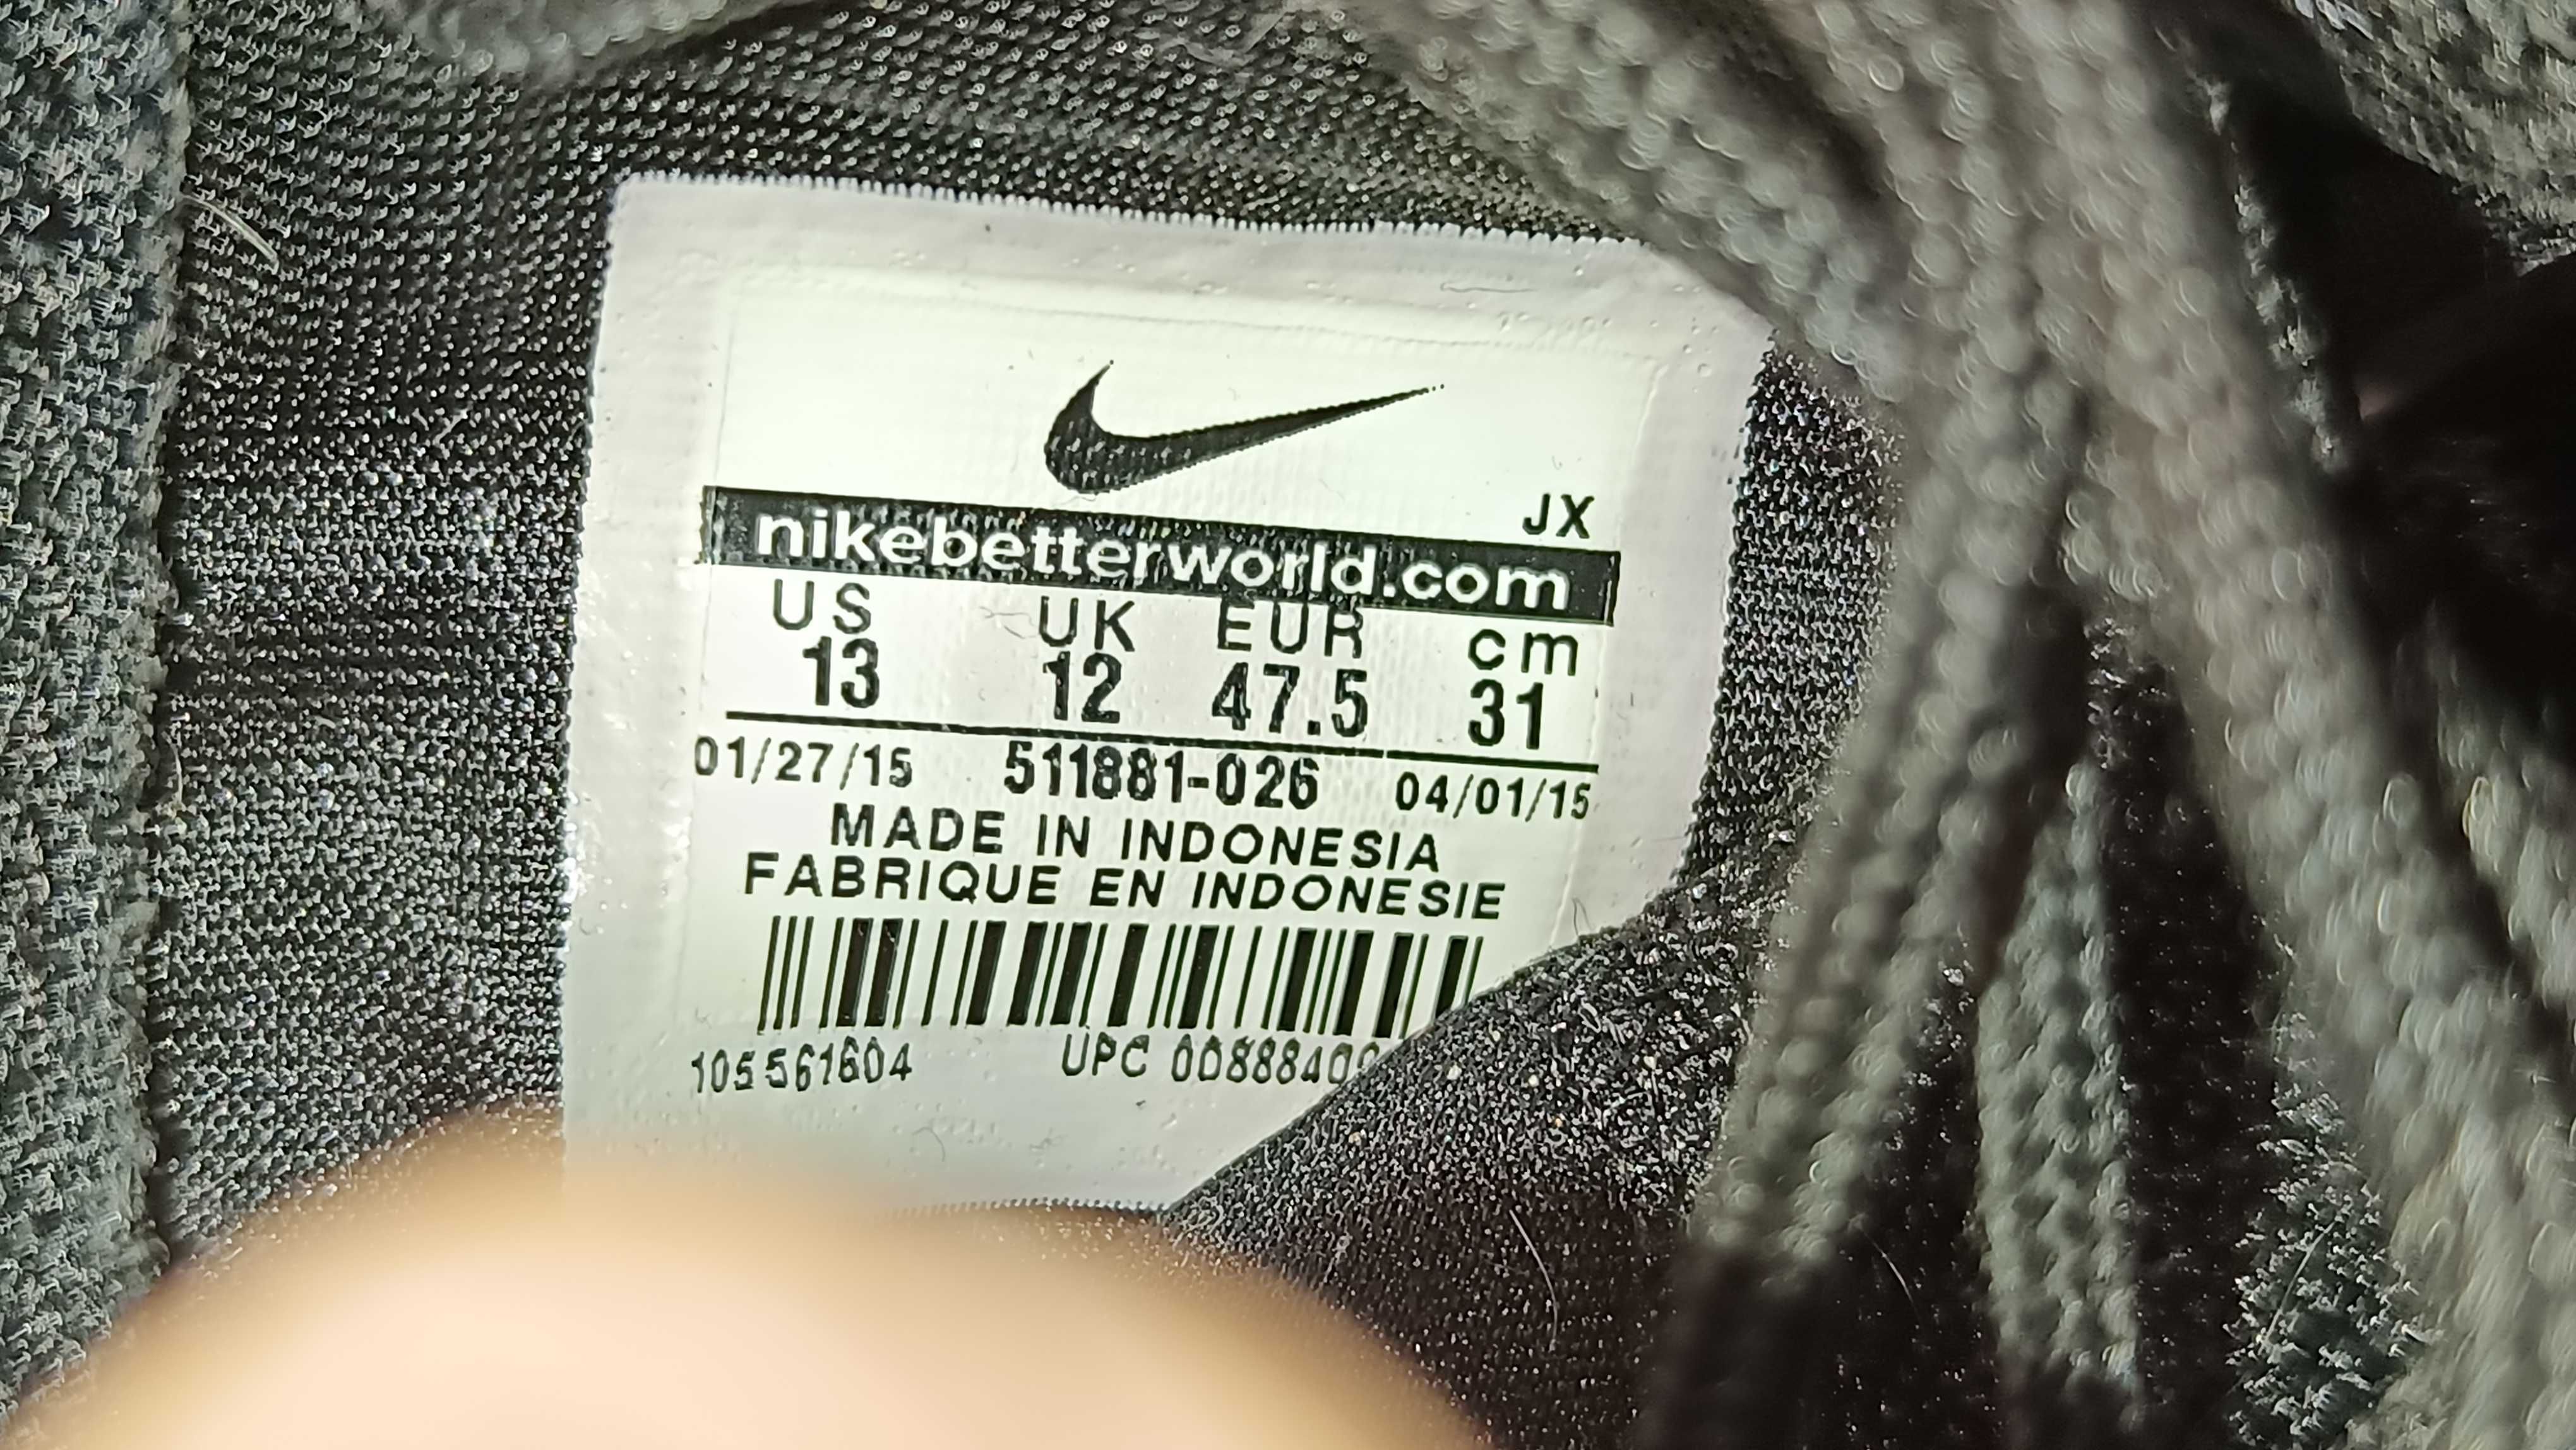 JX
nikebetterworld.com
US UK EUR cm
13 12 47.5 31
01/27/15 511881-026 04/01/15
MADE IN INDONESIA
FABRIQUE EN INDONESIE
105561604 UPC 00888409